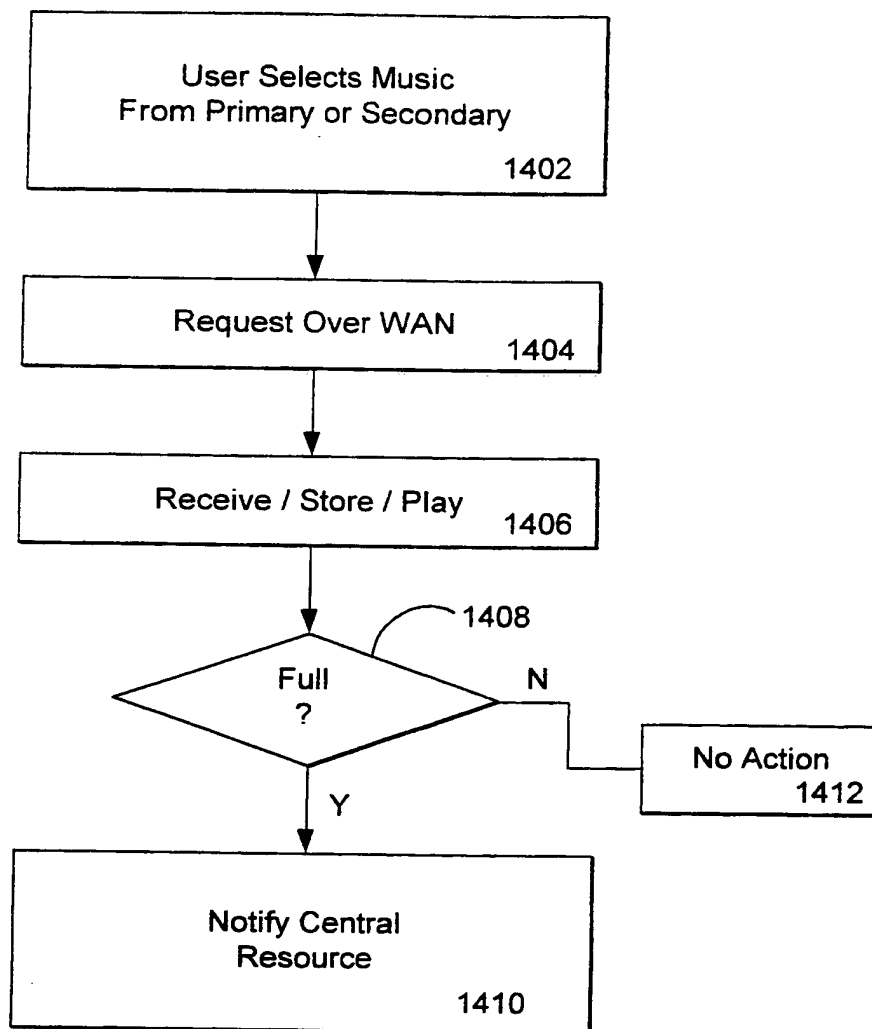 User Selects Music
From Primary or Secondary
1402
Request Over WAN
1404
Receive / Store / Play
1406
1408
Full
?
N
No Action
1412
Y
Notify Central
Resource
1410